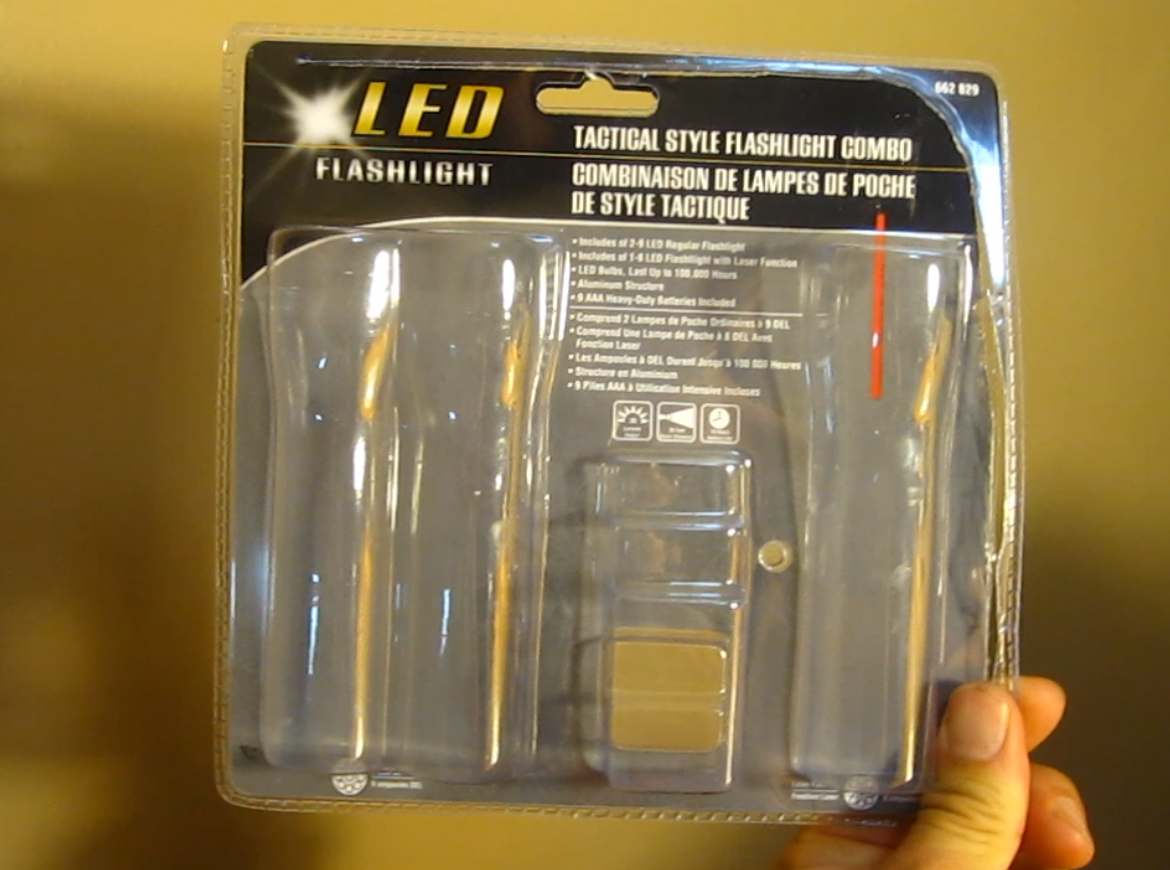 662 829
LED
FLASHLIGHT
TACTICAL STYLE FLASHLIGHT COMBO
COMBINAISON DE LAMPES DE POCHE
DE STYLE TACTIQUE
• Includes of 2-9 LED Regular Flashlight
• Includes of 1-8 LED Flashlight with Laser Function
• LED Bulbs, Last Up to 100,000 Hours
• Aluminum Structure
• 9 AAA Heavy-Duty Batteries Included
• Comprend 2 Lampes de Poche Ordinaires à 9 DEL
• Comprend Une Lampe de Poche à 8 DEL Avec
Fonction Laser
• Les Ampoules à DEL Durent Jusqu'à 100 000 Heures
• Structure en Aluminium
• 9 Piles AAA à Utilisation Intensive Incluses